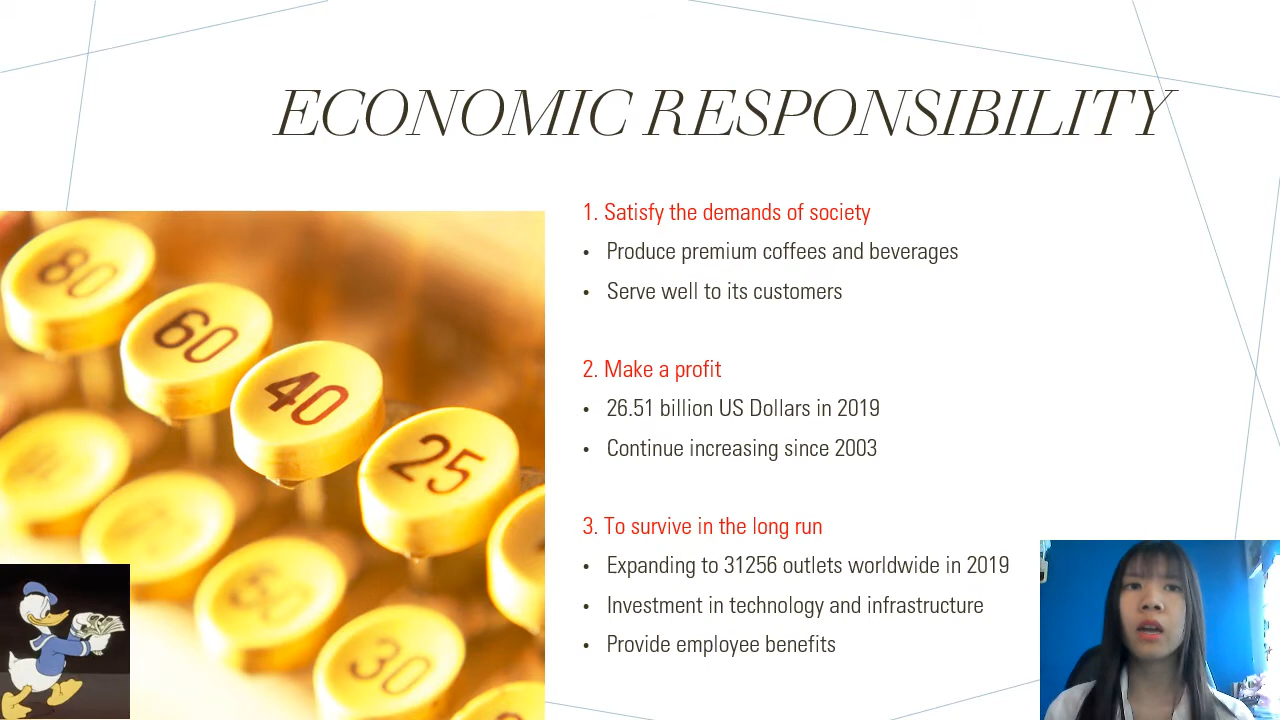 ECONOMIC RESPONSIBILITY
1. Satisfy the demands of society
• Produce premium coffees and beverages
• Serve well to its customers
2. Make a profit
• 26.51 billion US Dollars in 2019
• Continue increasing since 2003
3. To survive in the long run
• Expanding to 31256 outlets worldwide in 2019
• Investment in technology and infrastructure
• Provide employee benefits
80
60
40
25
30